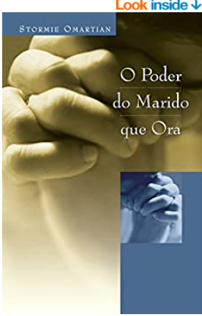 Look inside
STORMIE OMARTIAN
O Poder
do Marido
que Ora